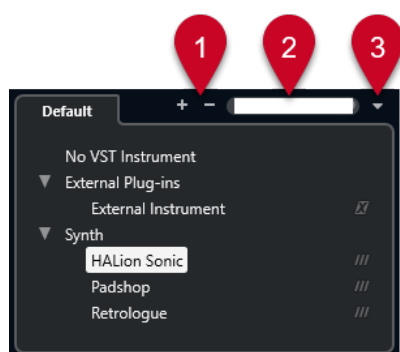 1 2 3
Default + −
No VST Instrument
External Plug-ins
External Instrument
Synth
HALion Sonic
Padshop
Retrologue